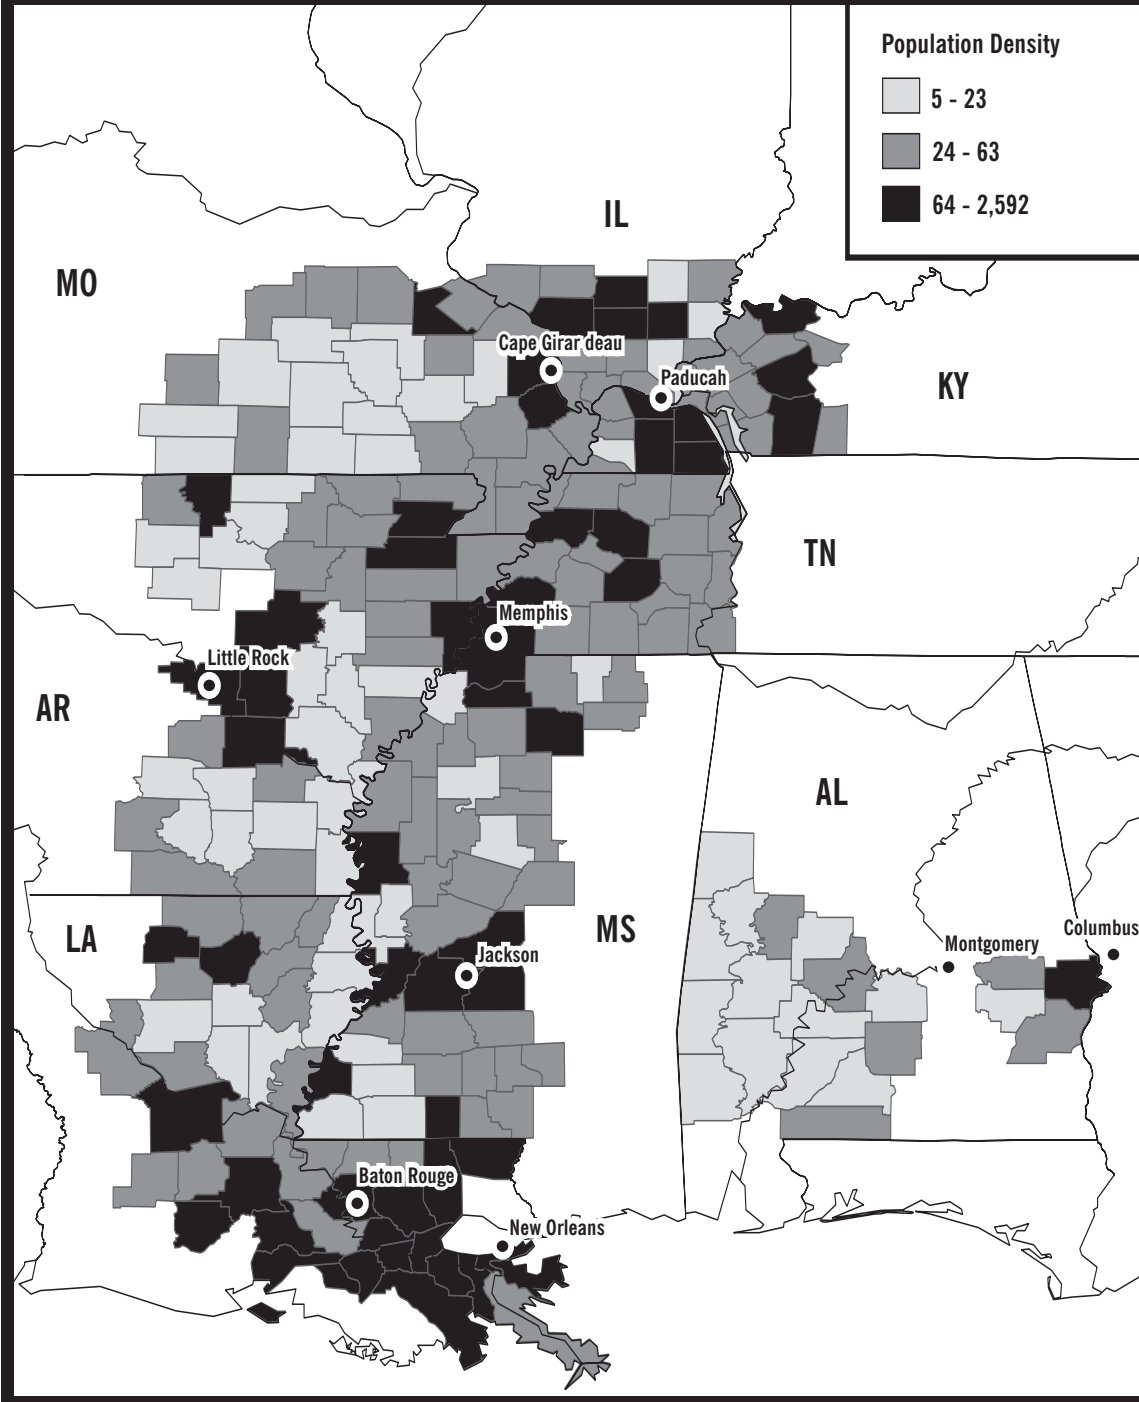 Population Density
5 - 23
24 - 63
64 - 2,592
IL
MO
Cape Girar deau
Paducah
KY
TN
Memphis
Little Rock
AR
AL
Columbus
LA
MS
Montgomery
Jackson
Baton Rouge
New Orleans